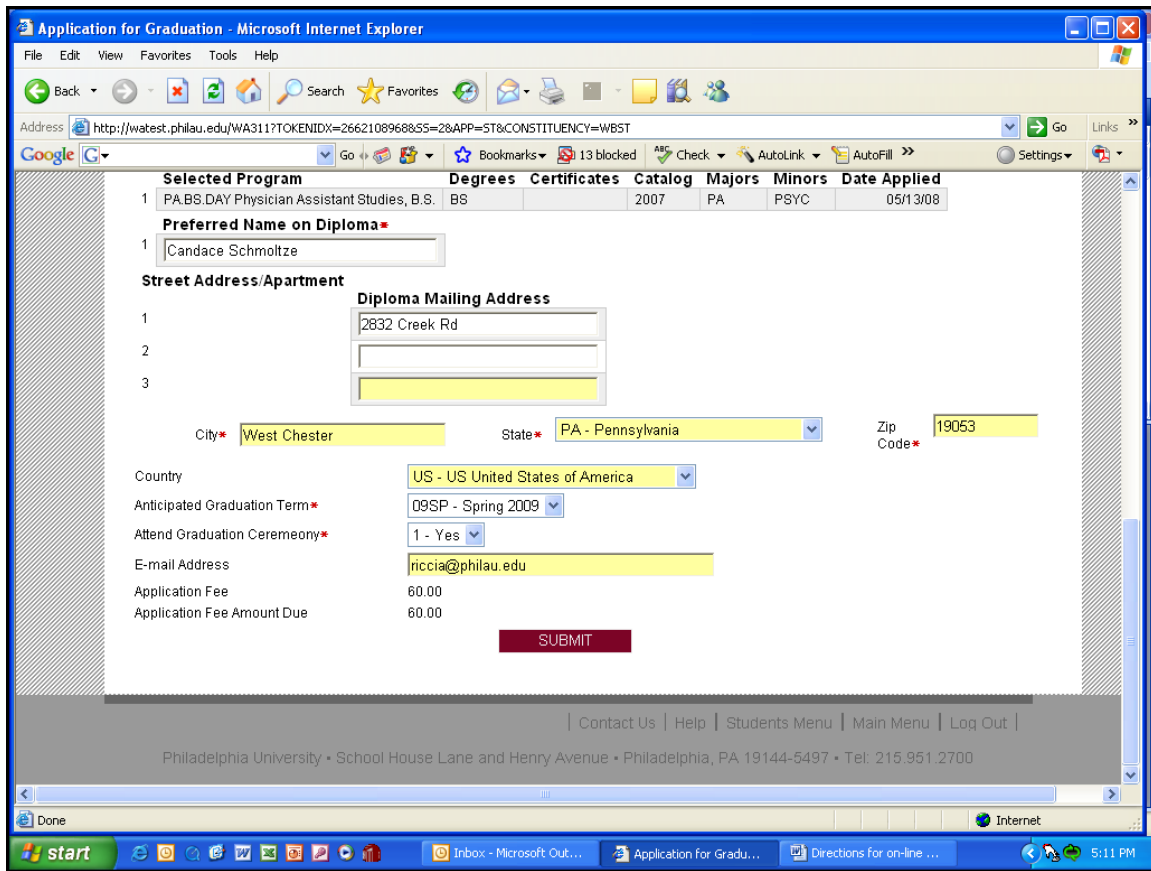 Application for Graduation - Microsoft Internet Explorer
File Edit View Favorites Tools Help
Back Search Favorites
Address http://watest.philau.edu/WA311?TOKENIDX=2662108968&SS=2&APP=ST&CONSTITUENCY=WBST Go Links »
Google G Go Bookmarks 13 blocked ABC Check AutoLink AutoFill » Settings
Selected Program Degrees Certificates Catalog Majors Minors Date Applied
1 PA.BS.DAY Physician Assistant Studies, B.S. BS 2007 PA PSYC 05/13/08
Preferred Name on Diploma*
1 Candace Schmoltze
Street Address/Apartment
Diploma Mailing Address
1 2832 Creek Rd
2
3
City* West Chester State* PA - Pennsylvania Zip Code* 19053
Country US - US United States of America
Anticipated Graduation Term* 09SP - Spring 2009
Attend Graduation Ceremeony* 1 - Yes
E-mail Address riccia@philau.edu
Application Fee 60.00
Application Fee Amount Due 60.00
SUBMIT
| Contact Us | Help | Students Menu | Main Menu | Log Out |
Philadelphia University • School House Lane and Henry Avenue • Philadelphia, PA 19144-5497 • Tel: 215.951.2700
Done Internet
start Inbox - Microsoft Out... Application for Gradu... Directions for on-line ... 5:11 PM